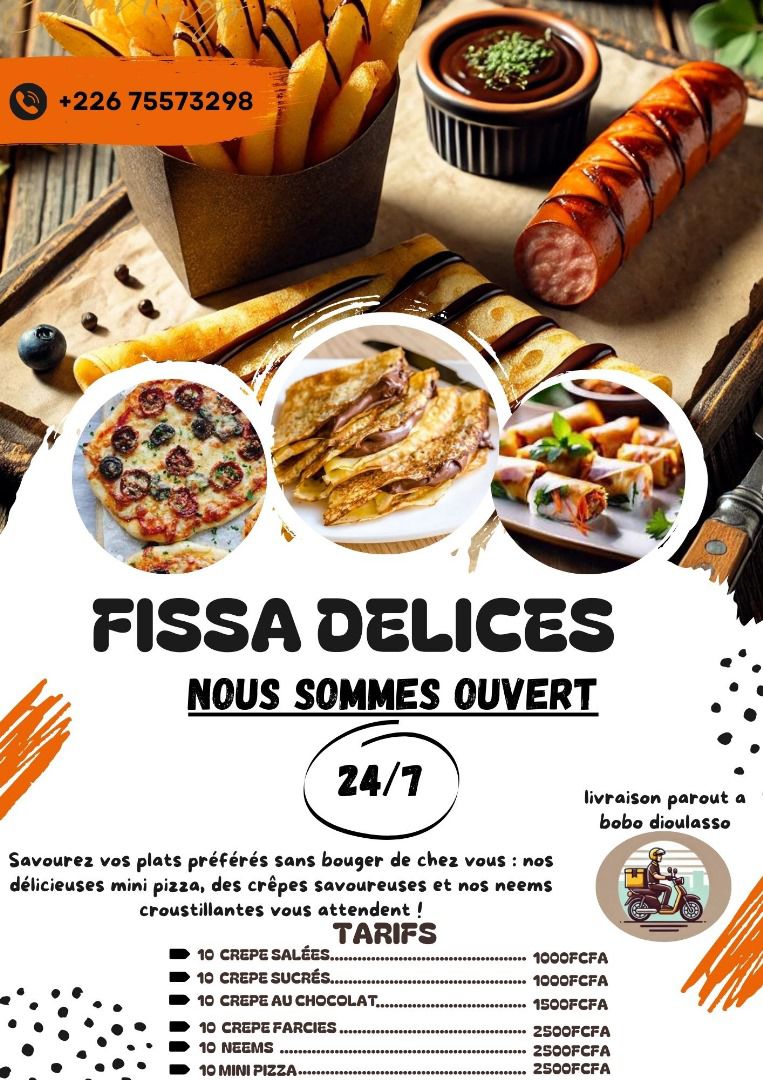 +226 75573298
FISSA DELICES
NOUS SOMMES OUVERT
24/7
livraison parout a
bobo dioulasso
Savourez vos plats préférés sans bouger de chez vous : nos
délicieuses mini pizza, des crêpes savoureuses et nos neems
croustillantes vous attendent !
TARIFS
10 CREPE SALÉES........................................................ 1000FCFA
10 CREPE SUCRÉS........................................................ 1000FCFA
10 CREPE AU CHOCOLAT.......................................... 1500FCFA
10 CREPE FARCIES ..................................................... 2500FCFA
10 NEEMS .................................................................... 2500FCFA
10 MINI PIZZA............................................................... 2500FCFA